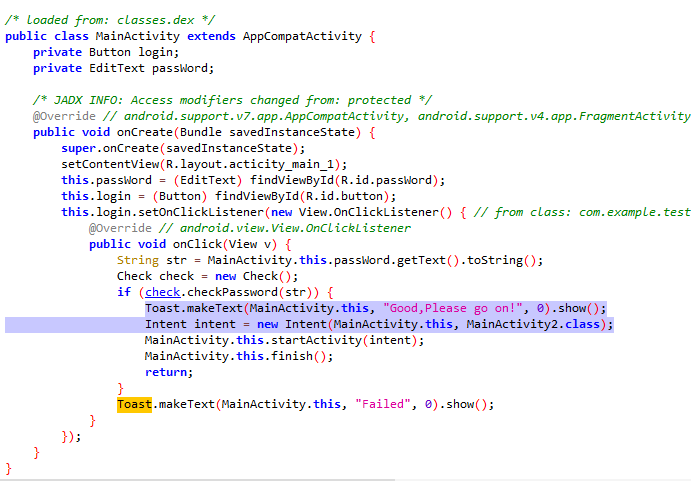 /* loaded from: classes.dex */
public class MainActivity extends AppCompatActivity {
    private Button login;
    private EditText passWord;

    /* JADX INFO: Access modifiers changed from: protected */
    @Override // android.support.v7.app.AppCompatActivity, android.support.v4.app.FragmentActivity
    public void onCreate(Bundle savedInstanceState) {
        super.onCreate(savedInstanceState);
        setContentView(R.layout.acticity_main_1);
        this.passWord = (EditText) findViewById(R.id.passWord);
        this.login = (Button) findViewById(R.id.button);
        this.login.setOnClickListener(new View.OnClickListener() { // from class: com.example.test
            @Override // android.view.View.OnClickListener
            public void onClick(View v) {
                String str = MainActivity.this.passWord.getText().toString();
                Check check = new Check();
                if (check.checkPassword(str)) {
                    Toast.makeText(MainActivity.this, "Good,Please go on!", 0).show();
                    Intent intent = new Intent(MainActivity.this, MainActivity2.class);
                    MainActivity.this.startActivity(intent);
                    MainActivity.this.finish();
                    return;
                }
                Toast.makeText(MainActivity.this, "Failed", 0).show();
            }
        });
    }
}